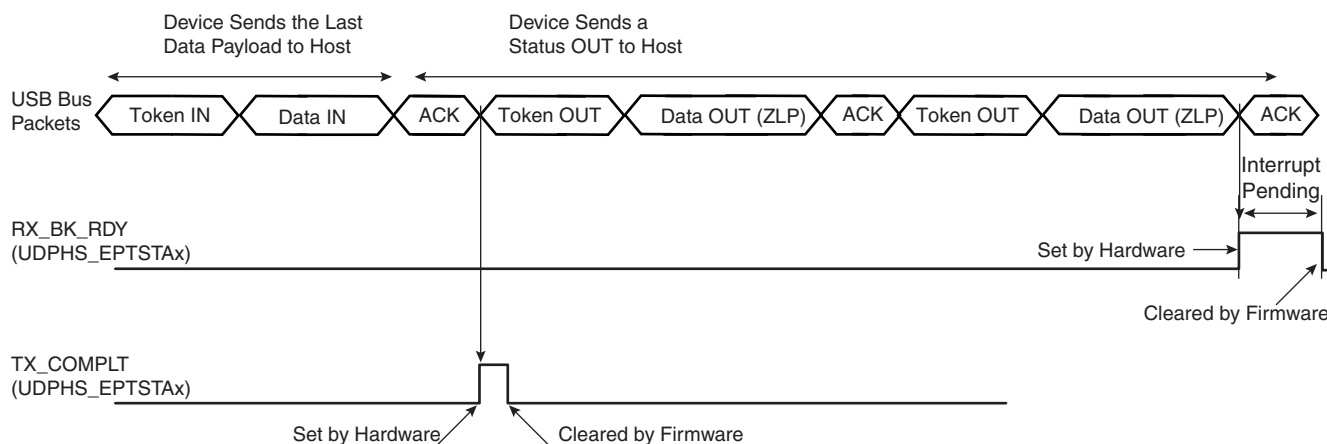 Device Sends the Last
Data Payload to Host
Device Sends a
Status OUT to Host
USB Bus
Packets
Token IN
Data IN
ACK
Token OUT
Data OUT (ZLP)
ACK
Token OUT
Data OUT (ZLP)
ACK
Interrupt
Pending
RX_BK_RDY
(UDPHS_EPTSTAx)
Set by Hardware
Cleared by Firmware
TX_COMPLT
(UDPHS_EPTSTAx)
Set by Hardware
Cleared by Firmware